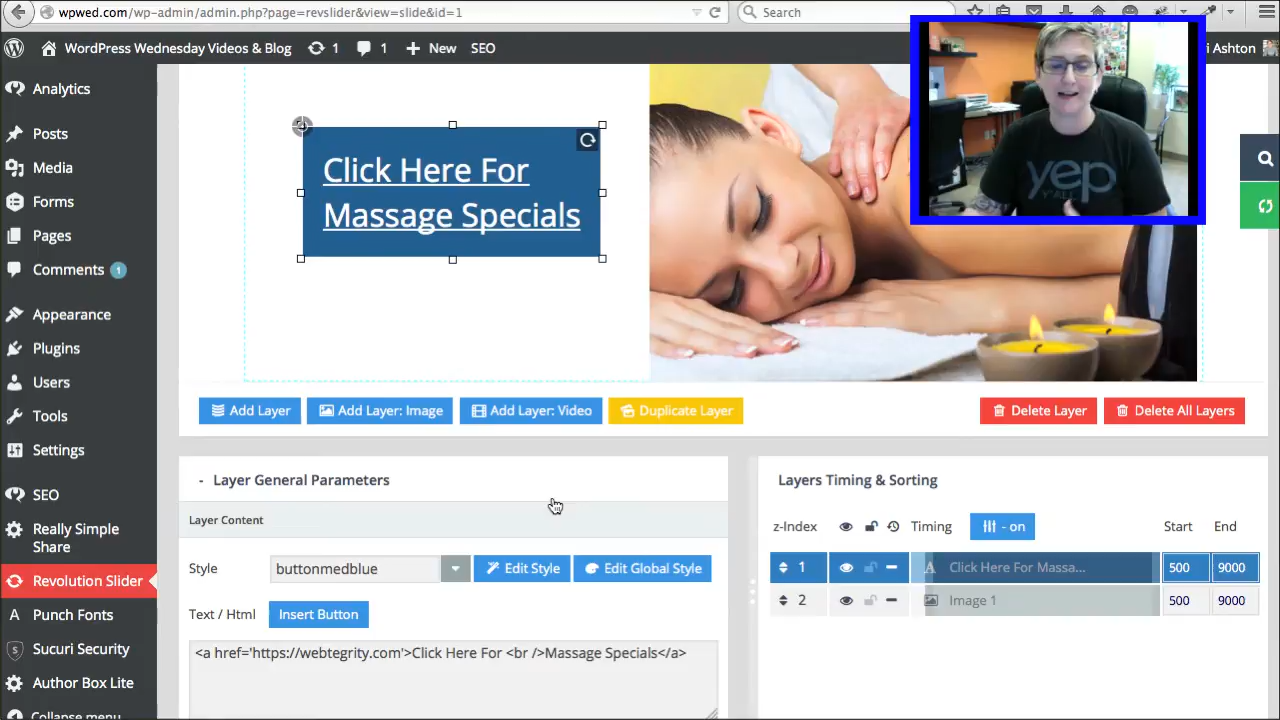 wpwed.com/wp-admin/admin.php?page=revslider&view=slide&id=1
Search
WordPress Wednesday Videos & Blog
1
1
New
SEO
i Ashton
Analytics
Posts
Media
Forms
Pages
Comments 1
Appearance
Plugins
Users
Tools
Settings
SEO
Really Simple
Share
Revolution Slider
Punch Fonts
Sucuri Security
Author Box Lite
Collapse menu
Click Here For
Massage Specials
yep
Y'ALL
Add Layer
Add Layer: Image
Add Layer: Video
Duplicate Layer
Delete Layer
Delete All Layers
- Layer General Parameters
Layer Content
Style
buttonmedblue
Edit Style
Edit Global Style
Text / Html
Insert Button
<a href='https://webtegrity.com'>Click Here For <br />Massage Specials</a>
Layers Timing & Sorting
z-Index
Timing
- on
Start
End
1
Click Here For Massa...
500
9000
2
Image 1
500
9000